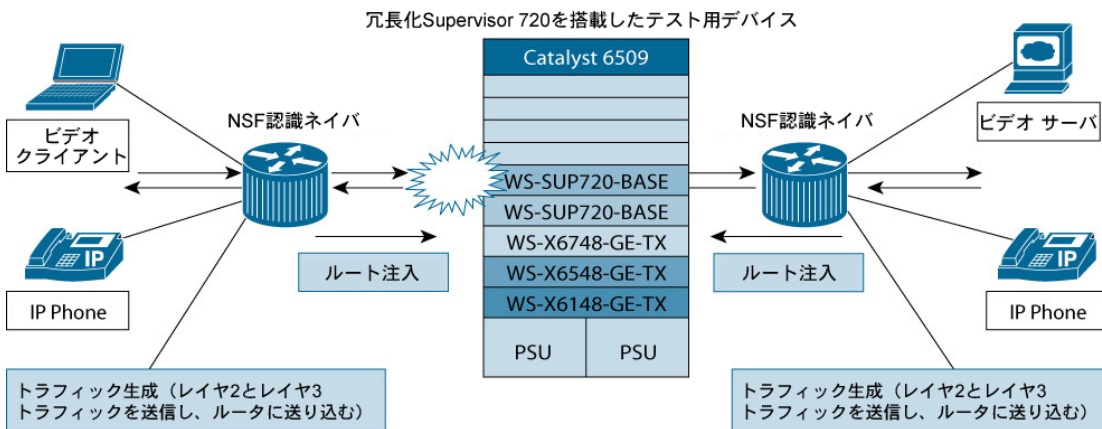 冗長化Supervisor 720を搭載したテスト用デバイス
Catalyst 6509
ビデオ
クライアント
NSF認識ネイバ
NSF認識ネイバ
ビデオ サーバ
WS-SUP720-BASE
WS-SUP720-BASE
WS-X6748-GE-TX
WS-X6548-GE-TX
WS-X6148-GE-TX
PSU
PSU
IP
IP Phone
ルート注入
ルート注入
IP
IP Phone
トラフィック生成(レイヤ2とレイヤ3
トラフィックを送信し、ルータに送り込む)
トラフィック生成(レイヤ2とレイヤ3
トラフィックを送信し、ルータに送り込む)